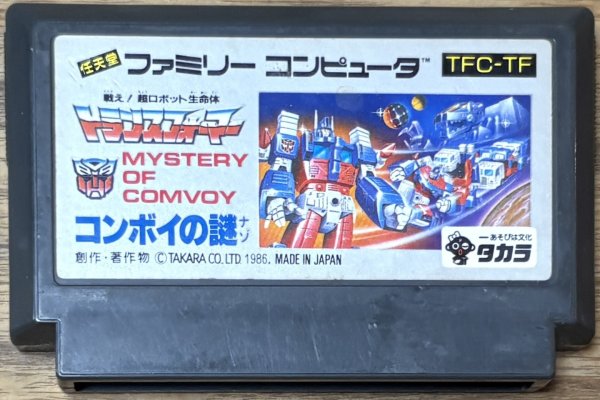 任天堂 ファミリー コンピュータ™ TFC-TF
戦え!超ロボット生命体
トランスフォーマー
MYSTERY
OF
COMVOY
コンボイの謎
ナゾ
あそびは文化
タカラ
創作・著作物 ©TAKARA CO. LTD. 1986, MADE IN JAPAN